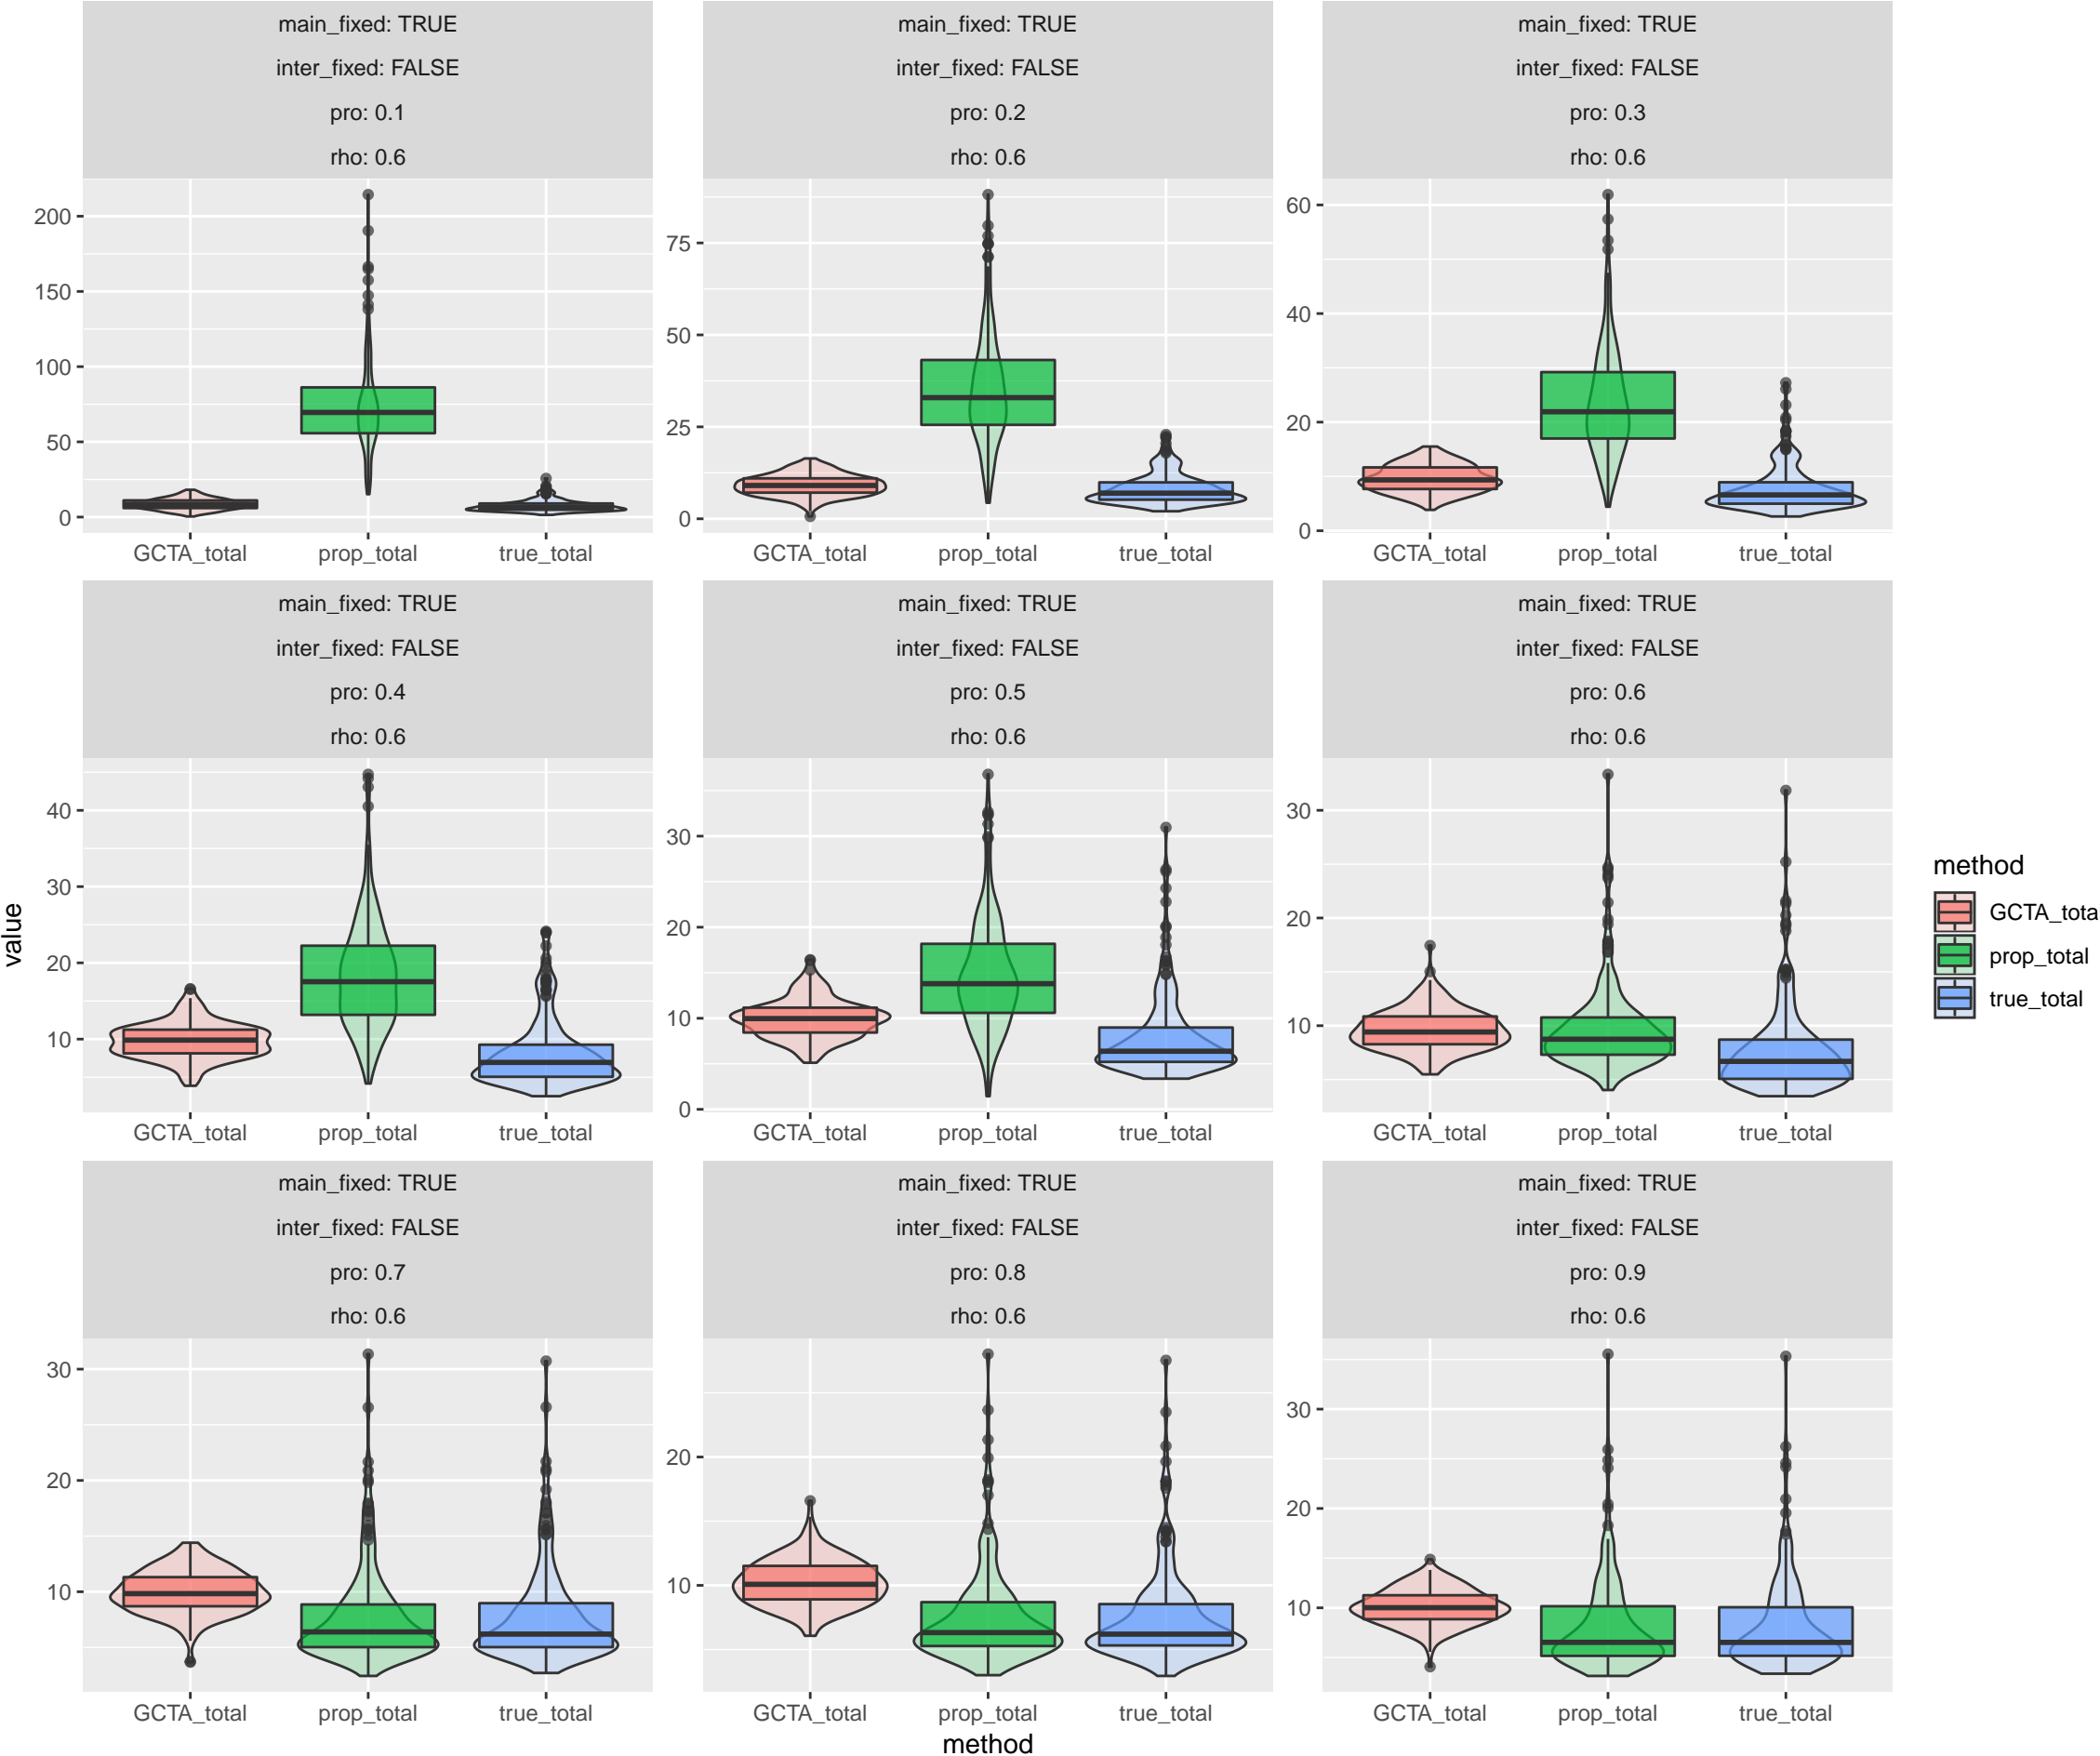 main_fixed: TRUE
inter_fixed: FALSE
pro: 0.1
rho: 0.6
200
150
100
50
0
GCTA_total prop_total true_total
main_fixed: TRUE
inter_fixed: FALSE
pro: 0.2
rho: 0.6
75
50
25
0
GCTA_total prop_total true_total
main_fixed: TRUE
inter_fixed: FALSE
pro: 0.3
rho: 0.6
60
40
20
0
GCTA_total prop_total true_total
value
main_fixed: TRUE
inter_fixed: FALSE
pro: 0.4
rho: 0.6
40
30
20
10
GCTA_total prop_total true_total
main_fixed: TRUE
inter_fixed: FALSE
pro: 0.5
rho: 0.6
30
20
10
0
GCTA_total prop_total true_total
main_fixed: TRUE
inter_fixed: FALSE
pro: 0.6
rho: 0.6
30
20
10
GCTA_total prop_total true_total
method
GCTA_tota
prop_total
true_total
main_fixed: TRUE
inter_fixed: FALSE
pro: 0.7
rho: 0.6
30
20
10
GCTA_total prop_total true_total
main_fixed: TRUE
inter_fixed: FALSE
pro: 0.8
rho: 0.6
20
10
GCTA_total prop_total true_total
main_fixed: TRUE
inter_fixed: FALSE
pro: 0.9
rho: 0.6
30
20
10
GCTA_total prop_total true_total
method